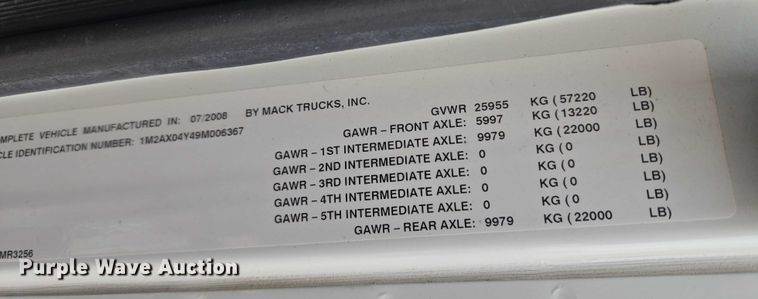 MPLETE VEHICLE MANUFACTURED IN: 07/2008 BY MACK TRUCKS, INC.
CLE IDENTIFICATION NUMBER: 1M2AX04Y49M006367
GVWR 25955 KG ( 57220 LB)
GAWR – FRONT AXLE: 5997 KG ( 13220 LB)
GAWR – 1ST INTERMEDIATE AXLE: 9979 KG ( 22000 LB)
GAWR – 2ND INTERMEDIATE AXLE: 0 KG ( 0 LB)
GAWR – 3RD INTERMEDIATE AXLE: 0 KG ( 0 LB)
GAWR – 4TH INTERMEDIATE AXLE: 0 KG ( 0 LB)
GAWR – 5TH INTERMEDIATE AXLE: 0 KG ( 0 LB)
GAWR – REAR AXLE: 9979 KG ( 22000 LB)
MR3256
Purple Wave Auction